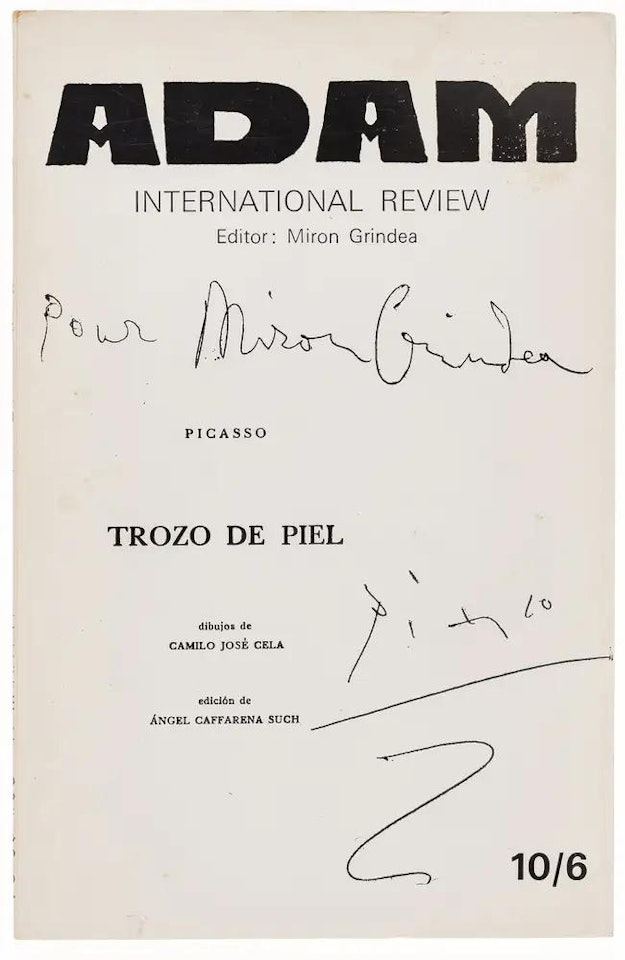 ADAM
INTERNATIONAL REVIEW
Editor: Miron Grindea
Pour Miron Grindea
PICASSO
TROZO DE PIEL
Picasso
dibujos de
CAMILO JOSÉ CELA
edición de
ÁNGEL CAFFARENA SUCH
10/6